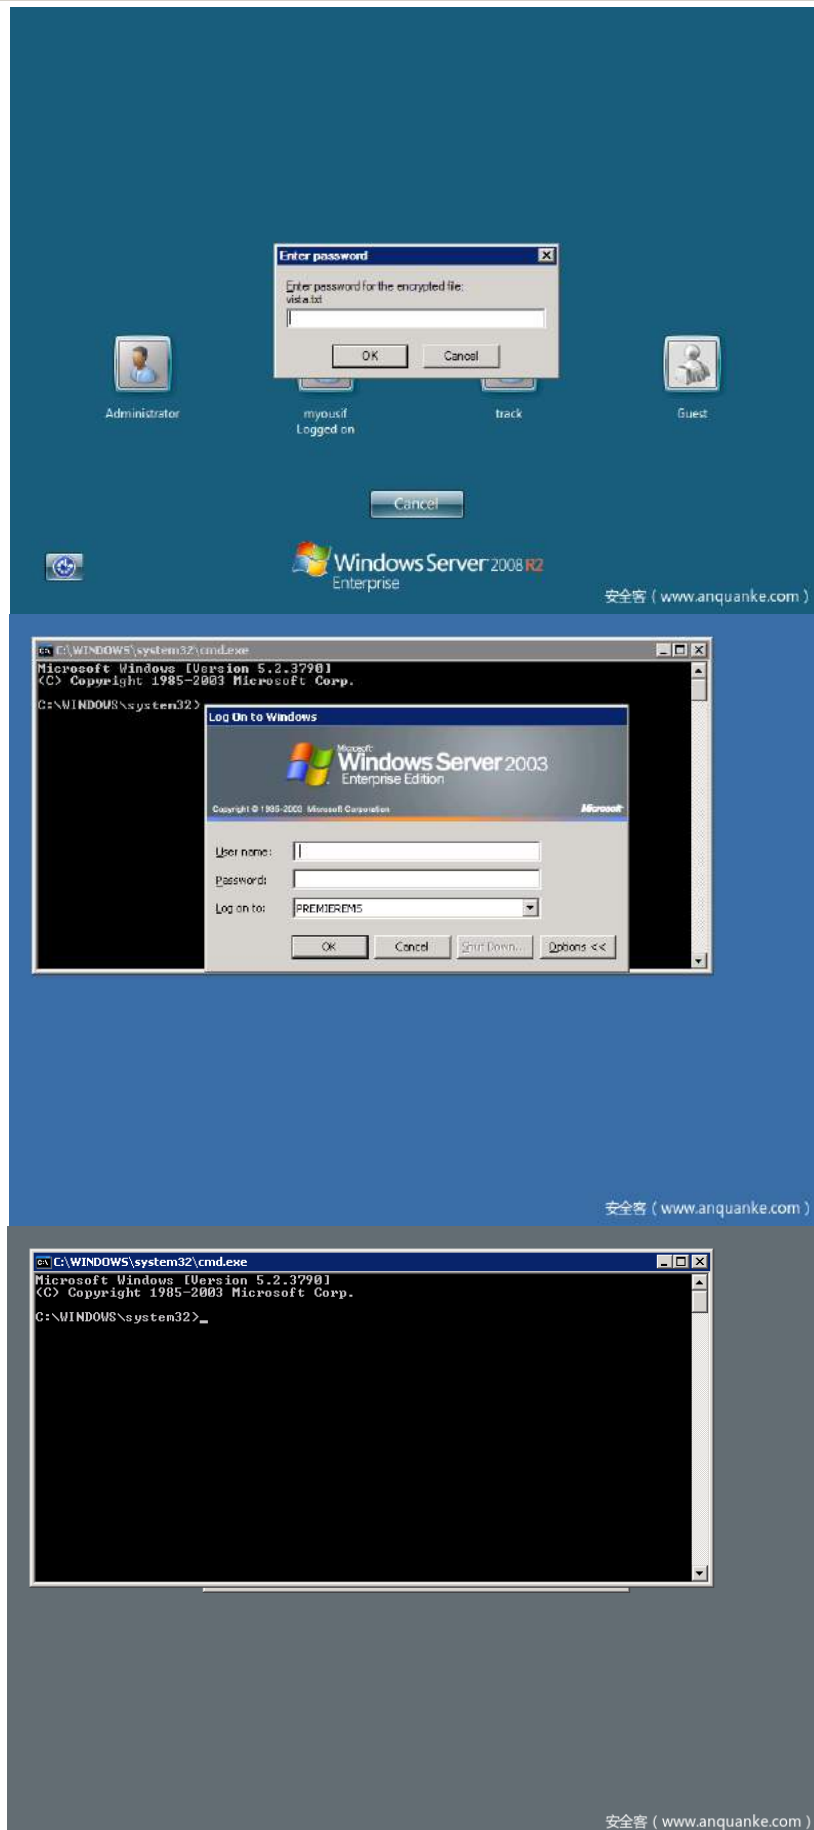 Enter password
Enter password for the encrypted file:
vista.txt
OK Cancel
Administrator myousif track Guest
Logged on
Cancel
Windows Server 2008 R2
Enterprise
安全客 ( www.anquanke.com )
C:\WINDOWS\system32\cmd.exe
Microsoft Windows [Version 5.2.3790]
(C) Copyright 1985-2003 Microsoft Corp.
C:\WINDOWS\system32>
Log On to Windows
Microsoft
Windows Server 2003
Enterprise Edition
Copyright © 1985-2003 Microsoft Corporation Microsoft
User name:
Password:
Log on to: PREMIEREMS
OK Cancel Shut Down... Options <<
安全客 ( www.anquanke.com )
C:\WINDOWS\system32\cmd.exe
Microsoft Windows [Version 5.2.3790]
(C) Copyright 1985-2003 Microsoft Corp.
C:\WINDOWS\system32>_
安全客 ( www.anquanke.com )